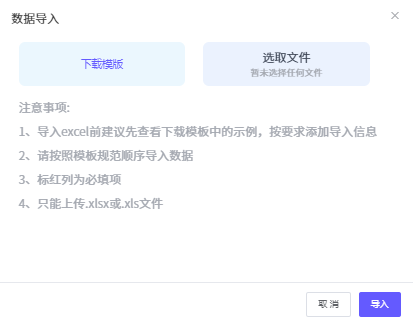 数据导入
下载模版
选取文件
暂未选择任何文件
注意事项:
1、导入excel前建议先查看下载模板中的示例，按要求添加导入信息
2、请按照模板规范顺序导入数据
3、标红列为必填项
4、只能上传.xlsx或.xls文件
取消
导入